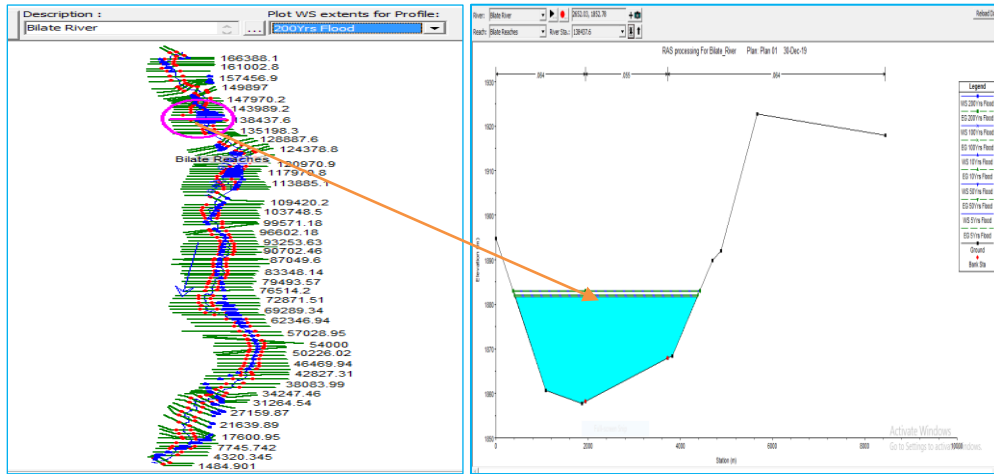 Description :
Plot WS extents for Profile:
Bilate River
...
200Yrs Flood
166388.1
161002.8
157456.9
149897
147970.2
143989.2
138437.6
135198.3
128887.6
124378.8
Bilate Reaches
120970.9
113885.1
109420.2
103748.5
99571.18
96602.18
93253.63
90702.46
87049.6
83348.14
79493.57
76514.2
72871.51
69289.34
62346.94
57028.95
54000
50226.02
46469.94
42827.31
38083.99
34247.46
31264.54
27159.87
21639.89
17600.95
7745.742
4320.345
1484.901
River: Bilate River
Reach: Bilate Reaches
River Sta.: 138437.6
RAS processing For Bilate_River Plan: Plan 01 30-Dec-19
.064
.055
.064
Elevation (m)
1930
1920
1910
1890
1880
1870
1860
1850
0
2000
4000
6000
8000
10000
Station (m)
Legend
WS 200Yrs Flood
EG 200Yrs Flood
WS 100Yrs Flood
EG 100Yrs Flood
WS 10Yrs Flood
EG 10Yrs Flood
WS 50Yrs Flood
EG 50Yrs Flood
WS 5Yrs Flood
EG 5Yrs Flood
Ground
Bank Sta
Activate Windows
Go to Settings to activate Windows.